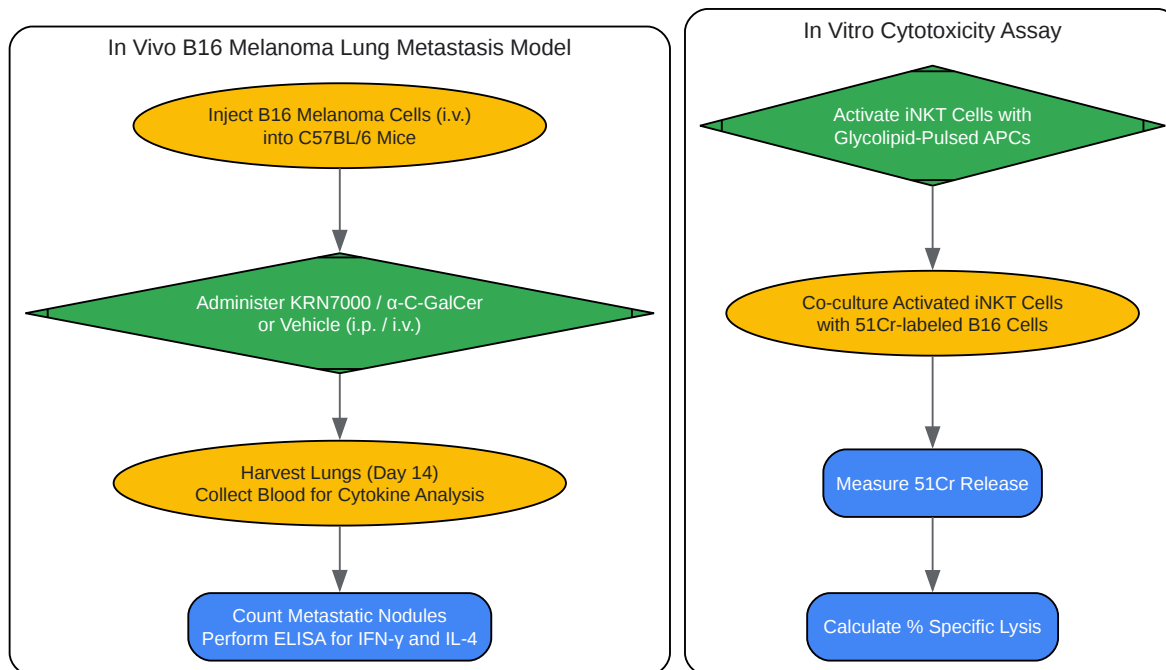 In Vivo B16 Melanoma Lung Metastasis Model
Inject B16 Melanoma Cells (i.v.)
into C57BL/6 Mice
Administer KRN7000 / α-C-GalCer
or Vehicle (i.p. / i.v.)
Harvest Lungs (Day 14)
Collect Blood for Cytokine Analysis
Count Metastatic Nodules
Perform ELISA for IFN-γ and IL-4
In Vitro Cytotoxicity Assay
Activate iNKT Cells with
Glycolipid-Pulsed APCs
Co-culture Activated iNKT Cells
with 51Cr-labeled B16 Cells
Measure 51Cr Release
Calculate % Specific Lysis